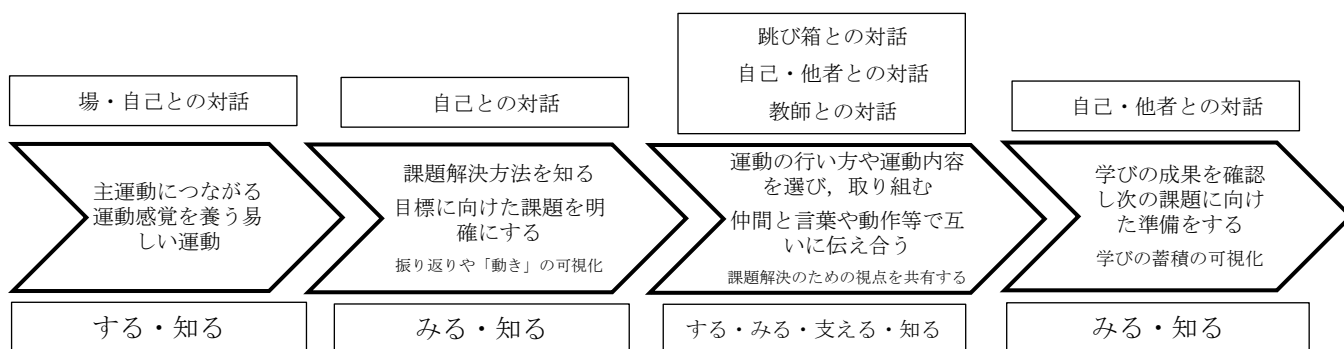 場・自己との対話
自己との対話
跳び箱との対話
自己・他者との対話
教師との対話
自己・他者との対話
主運動につながる
運動感覚を養う易
しい運動
課題解決方法を知る
目標に向けた課題を明
確にする
振り返りや「動き」の可視化
運動の行い方や運動内容
を選び，取り組む
仲間と言葉や動作等で互
いに伝え合う
課題解決のための視点を共有する
学びの成果を確認
し次の課題に向け
た準備をする
学びの蓄積の可視化
する・知る
みる・知る
する・みる・支える・知る
みる・知る